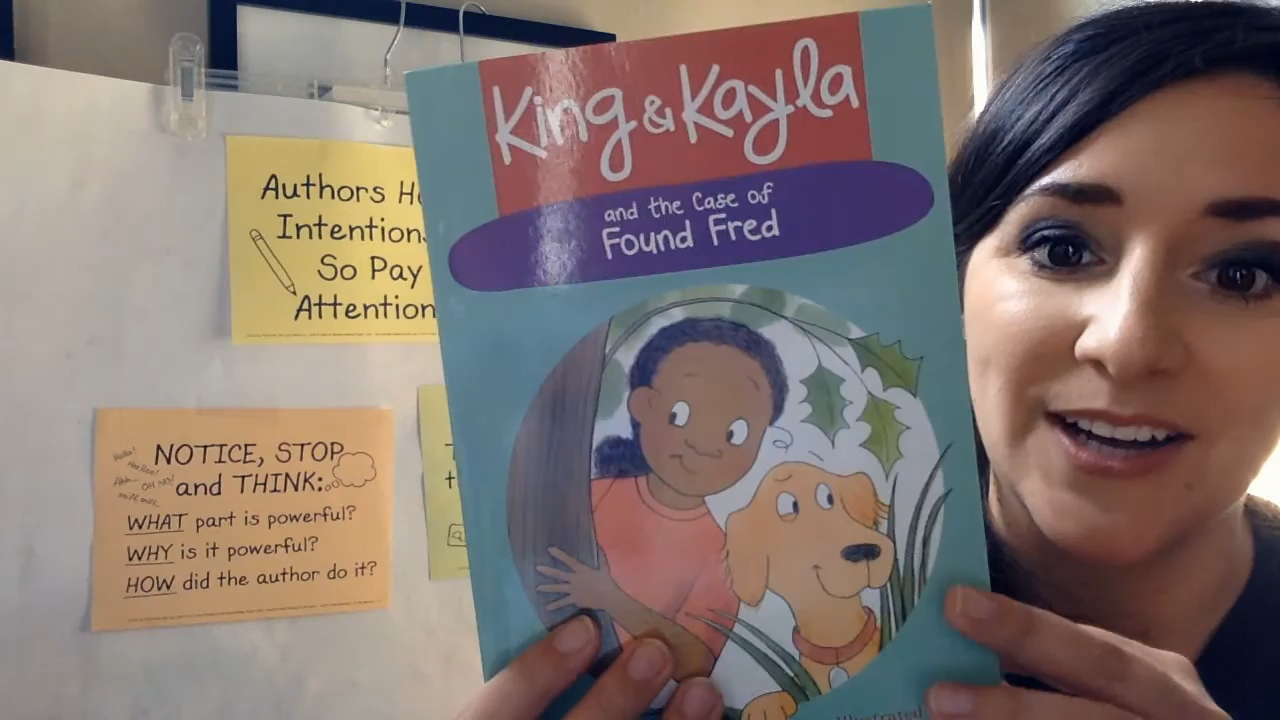 King & Kayla
and the Case of
Found Fred
Illustrated
Authors H
Intention
So Pay
Attention
NOTICE, STOP
and THINK:
WHAT part is powerful?
WHY is it powerful?
HOW did the author do it?